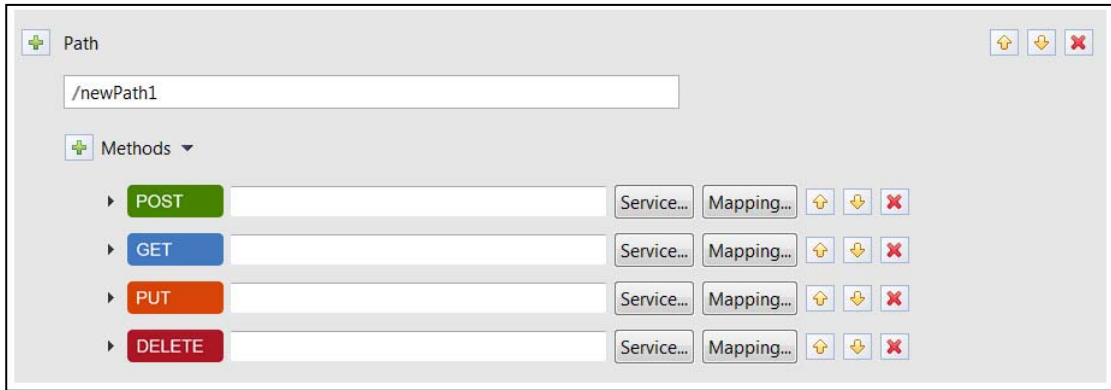 Path
/newPath1
Methods
POST Service... Mapping...
GET Service... Mapping...
PUT Service... Mapping...
DELETE Service... Mapping...